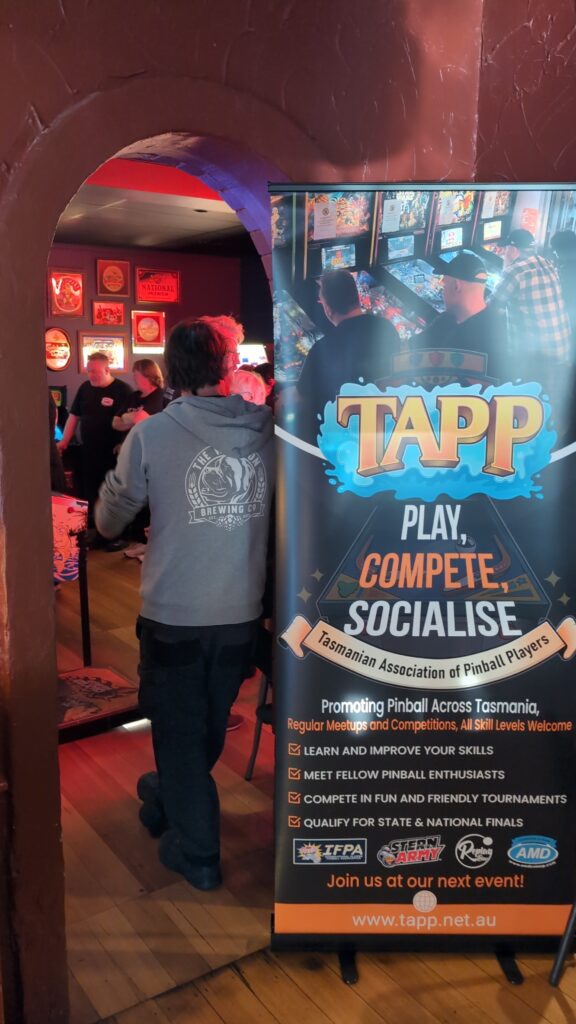 NATIONAL
THE
BREWING CO
TAPP
PLAY,
COMPETE,
SOCIALISE
Tasmanian Association of Pinball Players
Promoting Pinball Across Tasmania,
Regular Meetups and Competitions, All Skill Levels Welcome
LEARN AND IMPROVE YOUR SKILLS
MEET FELLOW PINBALL ENTHUSIASTS
COMPETE IN FUN AND FRIENDLY TOURNAMENTS
QUALIFY FOR STATE & NATIONAL FINALS
IFPA
STERN
ARMY
AMD
Join us at our next event!
www.tapp.net.au